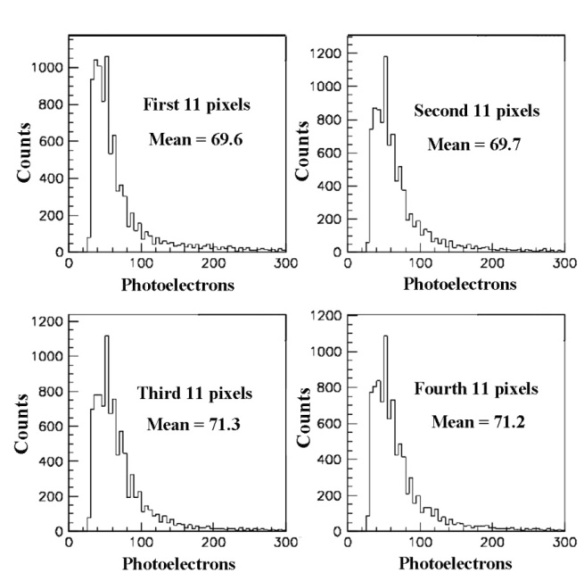 Counts
1000
800
600
400
200
0
First 11 pixels
Mean = 69.6
0 100 200 300
Photoelectrons
Counts
1200
1000
800
600
400
200
0
Second 11 pixels
Mean = 69.7
0 100 200 300
Photoelectrons
Counts
1200
1000
800
600
400
200
0
Third 11 pixels
Mean = 71.3
0 100 200 300
Photoelectrons
Counts
1200
1000
800
600
400
200
0
Fourth 11 pixels
Mean = 71.2
0 100 200 300
Photoelectrons